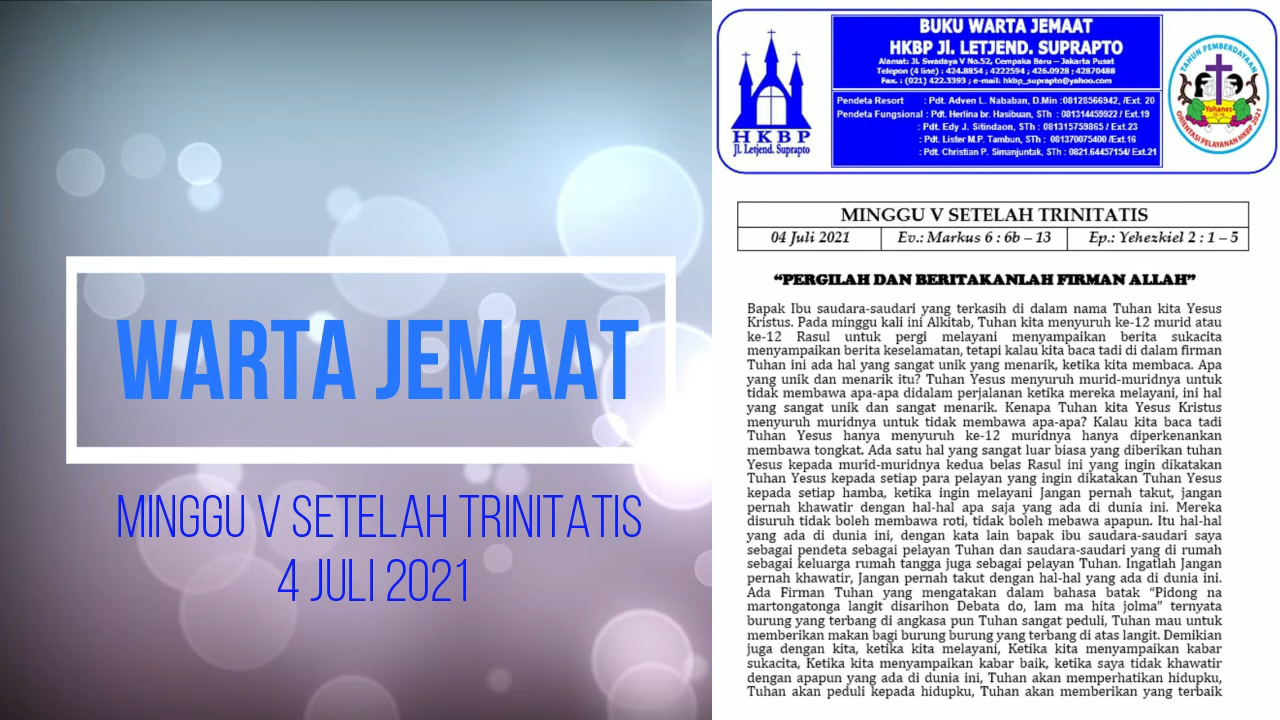 WARTA JEMAAT
MINGGU V SETELAH TRINITATIS
4 JULI 2021
BUKU WARTA JEMAAT
HKBP Jl. LETJEND. SUPRAPTO
Alamat: Jl. Swadaya V No.52, Cempaka Baru – Jakarta Pusat
Telepon (4 line) : 424.8854 ; 4222594 ; 426.0928 ; 42870488
Fax. : (021) 422.3393 ; e-mail: hkbp_suprapto@yahoo.com
Pendeta Resort : Pdt. Adven L. Nababan, D.Min :08128566942, /Ext. 20
Pendeta Fungsional : Pdt. Herlina br. Hasibuan, STh : 081314459922 / Ext.19
: Pdt. Edy J. Sitindaon, STh : 081315759865 / Ext.23
: Pdt. Lister M.P. Tambun, STh : 081370075400 /Ext.16
: Pdt. Christian P. Simanjuntak, STh : 0821.64457154/ Ext.21
HKBP
Jl. Letjend. Suprapto
TAHUN PEMBERDAYAAN
Yohanes
ORIENTASI PELAYANAN HKBP 2021
MINGGU V SETELAH TRINITATIS
04 Juli 2021 Ev.: Markus 6 : 6b – 13 Ep.: Yehezkiel 2 : 1 – 5
“PERGILAH DAN BERITAKANLAH FIRMAN ALLAH”
Bapak Ibu saudara-saudari yang terkasih di dalam nama Tuhan kita Yesus
Kristus. Pada minggu kali ini Alkitab, Tuhan kita menyuruh ke-12 murid atau
ke-12 Rasul untuk pergi melayani menyampaikan berita sukacita
menyampaikan berita keselamatan, tetapi kalau kita baca tadi di dalam firman
Tuhan ini ada hal yang sangat unik yang menarik, ketika kita membaca. Apa
yang unik dan menarik itu? Tuhan Yesus menyuruh murid-muridnya untuk
tidak membawa apa-apa didalam perjalanan ketika mereka melayani, ini hal
yang sangat unik dan sangat menarik. Kenapa Tuhan kita Yesus Kristus
menyuruh muridnya untuk tidak membawa apa-apa? Kalau kita baca tadi
Tuhan Yesus hanya menyuruh ke-12 muridnya hanya diperkenankan
membawa tongkat. Ada satu hal yang sangat luar biasa yang diberikan tuhan
Yesus kepada murid-muridnya kedua belas Rasul ini yang ingin dikatakan
Tuhan Yesus kepada setiap para pelayan yang ingin dikatakan Tuhan Yesus
kepada setiap hamba, ketika ingin melayani Jangan pernah takut, jangan
pernah khawatir dengan hal-hal apa saja yang ada di dunia ini. Mereka
disuruh tidak boleh membawa roti, tidak boleh mebawa apapun. Itu hal-hal
yang ada di dunia ini, dengan kata lain bapak ibu saudara-saudari saya
sebagai pendeta sebagai pelayan Tuhan dan saudara-saudari yang di rumah
sebagai keluarga rumah tangga juga sebagai pelayan Tuhan. Ingatlah Jangan
pernah khawatir, Jangan pernah takut dengan hal-hal yang ada di dunia ini.
Ada Firman Tuhan yang mengatakan dalam bahasa batak “Pidong na
martongatonga langit disarihon Debata do, lam ma hita jolma” ternyata
burung yang terbang di angkasa pun Tuhan sangat peduli, Tuhan mau untuk
memberikan makan bagi burung burung yang terbang di atas langit. Demikian
juga dengan kita, ketika kita melayani, Ketika kita menyampaikan kabar
sukacita, Ketika kita menyampaikan kabar baik, ketika saya tidak khawatir
dengan apapun yang ada di dunia ini, Tuhan akan memperhatikan hidupku,
Tuhan akan peduli kepada hidupku, Tuhan akan memberikan yang terbaik